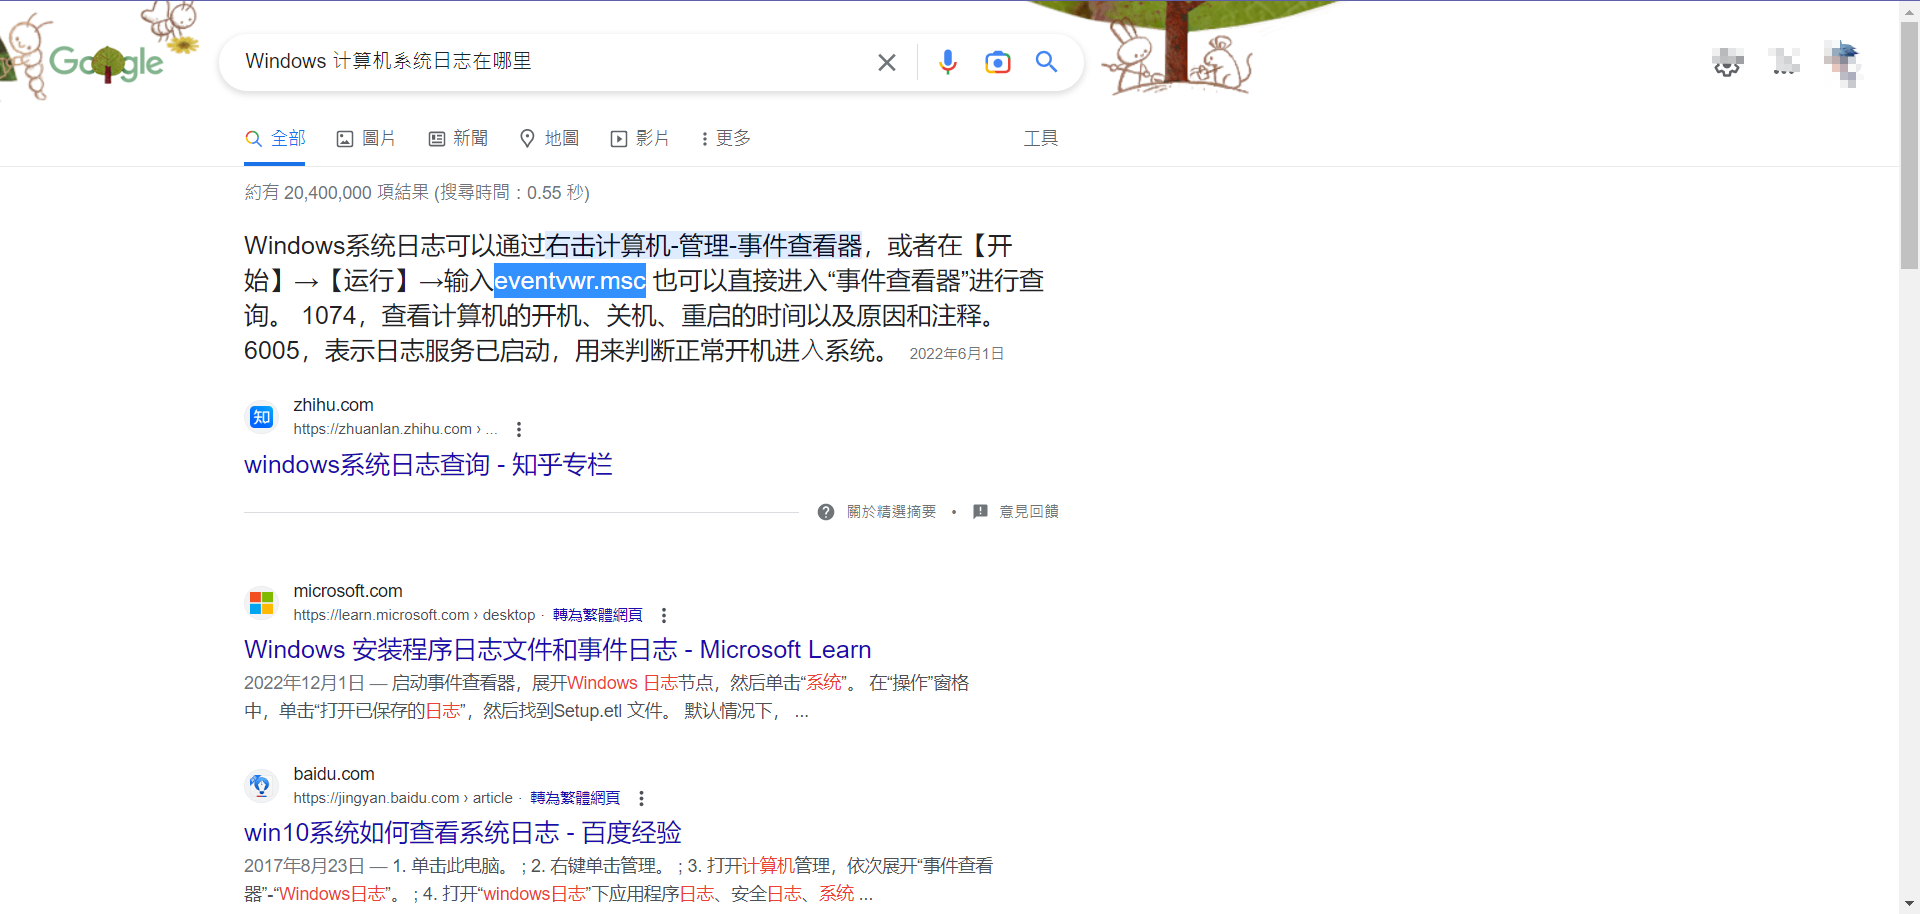 Google
Windows 计算机系统日志在哪里
全部 圖片 新聞 地圖 影片 更多 工具
約有 20,400,000 項結果 (搜尋時間：0.55 秒)
Windows系统日志可以通过右击计算机-管理-事件查看器，或者在【开
始】→【运行】→输入eventvwr.msc 也可以直接进入“事件查看器”进行查
询。 1074，查看计算机的开机、关机、重启的时间以及原因和注释。
6005，表示日志服务已启动，用来判断正常开机进入系统。 2022年6月1日
知
zhihu.com
https://zhuanlan.zhihu.com › ...
windows系统日志查询 - 知乎专栏
關於精選摘要 • 意見回饋
microsoft.com
https://learn.microsoft.com › desktop · 轉為繁體網頁
Windows 安装程序日志文件和事件日志 - Microsoft Learn
2022年12月1日 — 启动事件查看器，展开Windows 日志节点，然后单击“系统”。 在“操作”窗格
中，单击“打开已保存的日志”，然后找到Setup.etl 文件。 默认情况下， ...
baidu.com
https://jingyan.baidu.com › article · 轉為繁體網頁
win10系统如何查看系统日志 - 百度经验
2017年8月23日 — 1. 单击此电脑。 ; 2. 右键单击管理。 ; 3. 打开计算机管理，依次展开“事件查看
器”-“Windows日志”。 ; 4. 打开“windows日志”下应用程序日志、安全日志、系统 ...